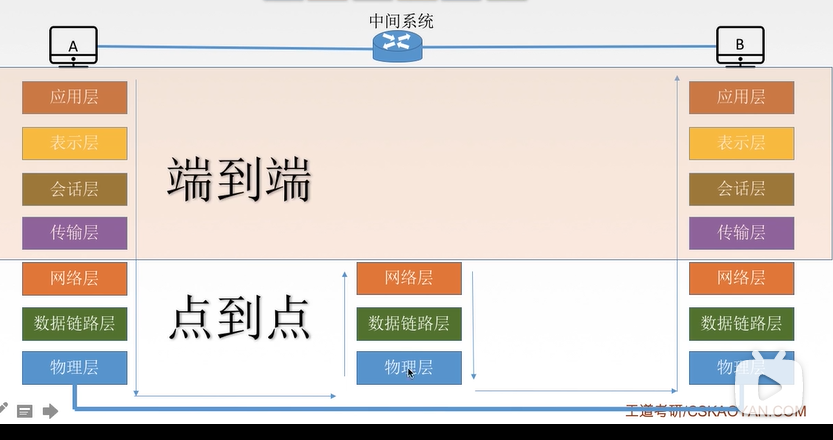 中间系统
A
B
应用层
应用层
表示层
表示层
端到端
会话层
会话层
传输层
传输层
网络层
网络层
网络层
点到点
数据链路层
数据链路层
数据链路层
物理层
物理层
物理层
王道考研/CSKAOYAN.COM